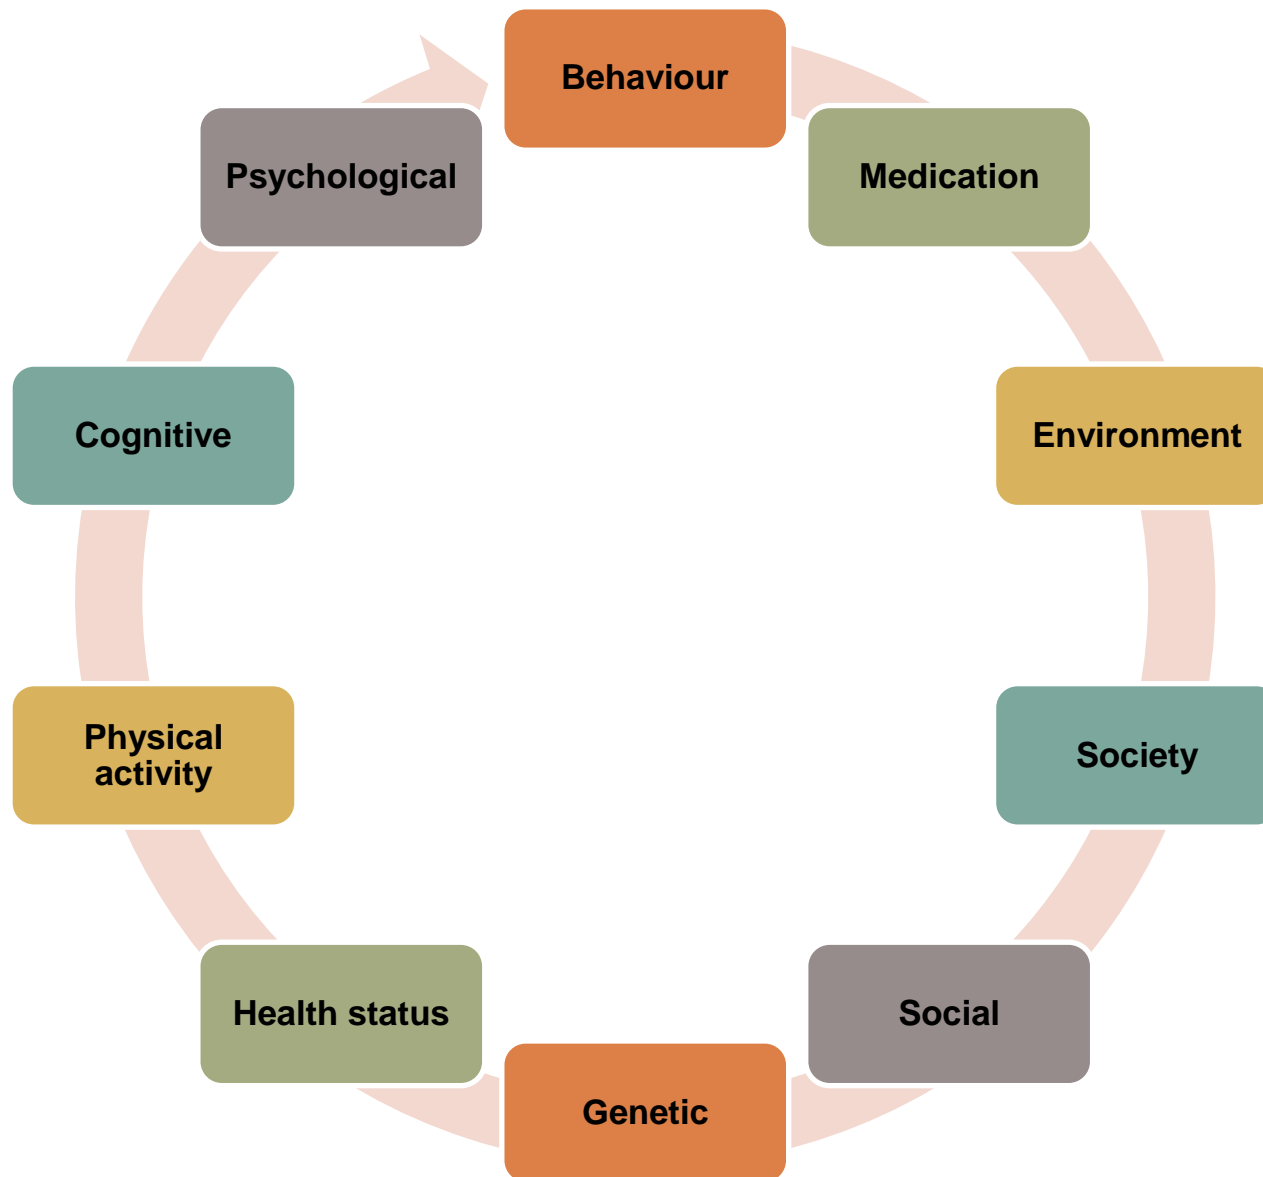 Behaviour
Medication
Environment
Society
Social
Genetic
Health status
Physical
activity
Cognitive
Psychological